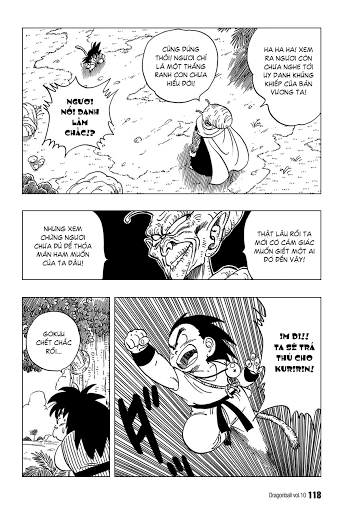 HA HA HA! XEM
RA NGƯƠI CÒN
CHƯA NGHE TỚI
UY DANH KHỦNG
KHIẾP CỦA BẢN
VƯƠNG TA!
CŨNG ĐÚNG
THÔI! NGƯƠI CHỈ
LÀ MỘT THẰNG
RANH CON CHƯA
HIỂU ĐỜI!
NGƯƠI
NỔI DANH
LẮM
CHẮC!?
THẬT LÂU RỒI TA
MỚI CÓ CẢM GIÁC
MUỐN GIẾT MỘT AI
ĐÓ ĐẾN VẬY!
NHƯNG XEM
CHỪNG NGƯƠI
CHƯA ĐỦ ĐỂ THỎA
MÃN HAM MUỐN
CỦA TA ĐÂU!
IM ĐI!!
TA SẼ TRẢ
THÙ CHO
KURIRIN!
GOKUU
CHẾT CHẮC
RỒI...
Dragonball vol.10 118